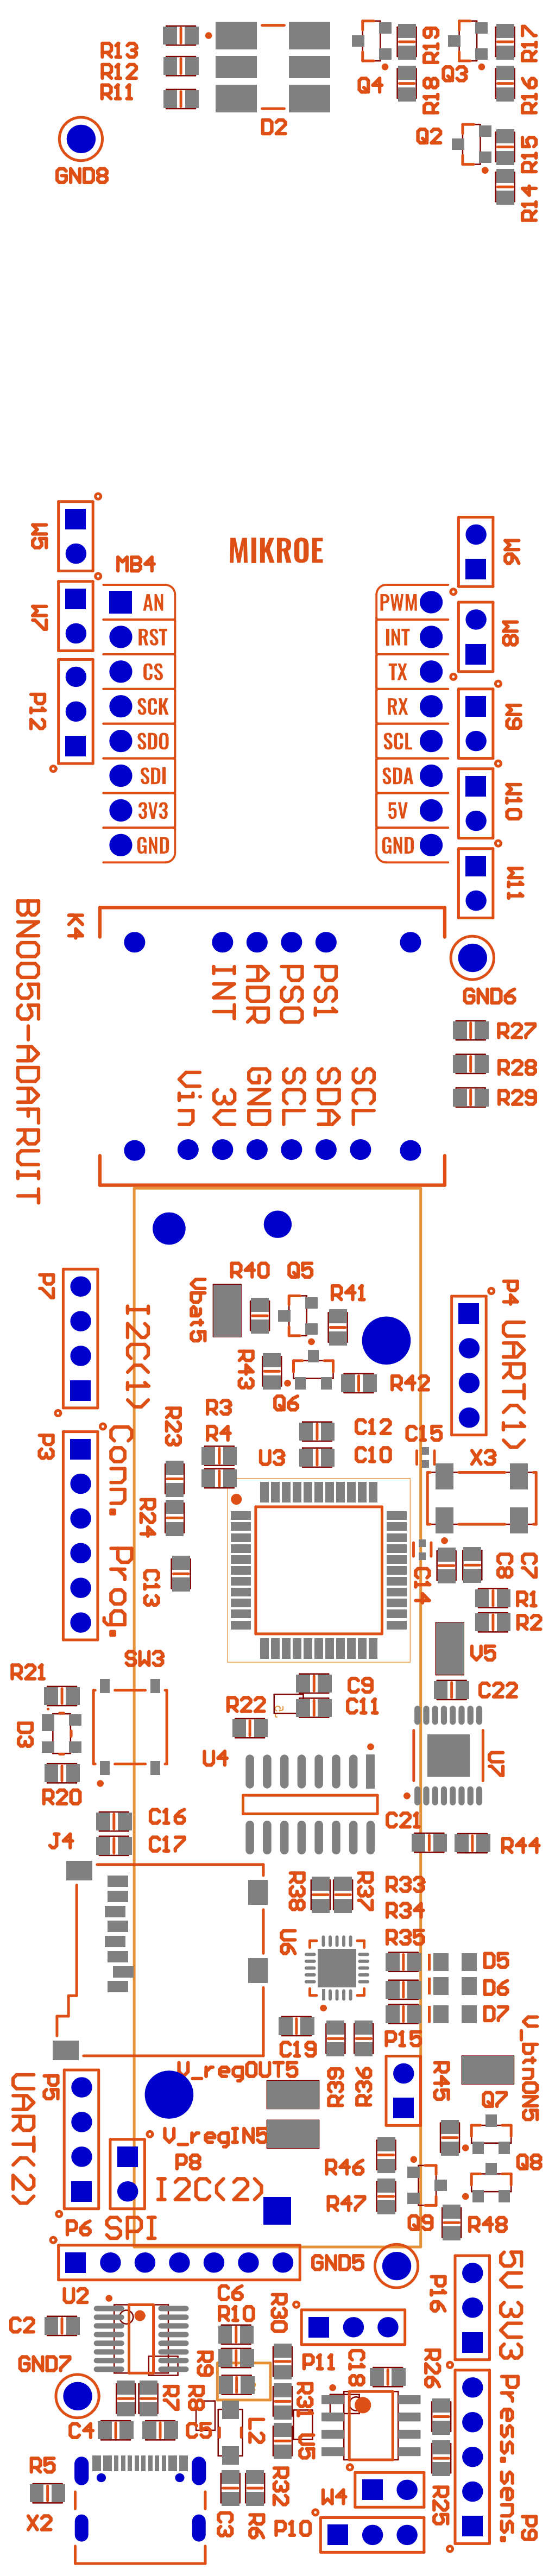 R13
R12
R11
D2
Q4
R19
Q3
R17
R18
R16
Q2
R15
R14
GND8
W5
MIKROE
W6
MB4
W7
AN
RST
CS
SCK
SDO
SDI
3V3
GND
PWM
INT
TX
RX
SCL
SDA
5V
GND
W8
P12
W9
W10
W11
K4
BNO055-ADAFRUIT
INT
ADR
PS0
PS1
GND6
R27
R28
R29
Vin
3V
GND
SCL
SDA
SCL
P7
I2C(1)
Vbat5
R40
Q5
R41
R43
Q6
R42
P4 UART(1)
P3
Conn. Prog.
R3
R4
R23
R24
C13
C12
C10
U3
C15
X3
C14
C8
C7
R1
R2
V5
C22
SW3
R21
D3
R20
C9
C11
R22
U4
U7
C21
R44
C16
C17
J4
R38
R37
R33
R34
R35
U6
D5
D6
D7
C19
R39
R36
P15
V_btnON5
V_regOUT5
V_regIN5
P5
UART(2)
P8
I2C(2)
R45
Q7
Q8
R46
R47
Q9
R48
P6
SPI
GND5
U2
C2
C6
R10
R30
P11
P16
5V 3V3
GND7
R9
R7
R8
C4
C5
L2
R31
U5
C18
R26
R25
Press.sens.
P9
R5
X2
C3
R6
R32
W4
P10